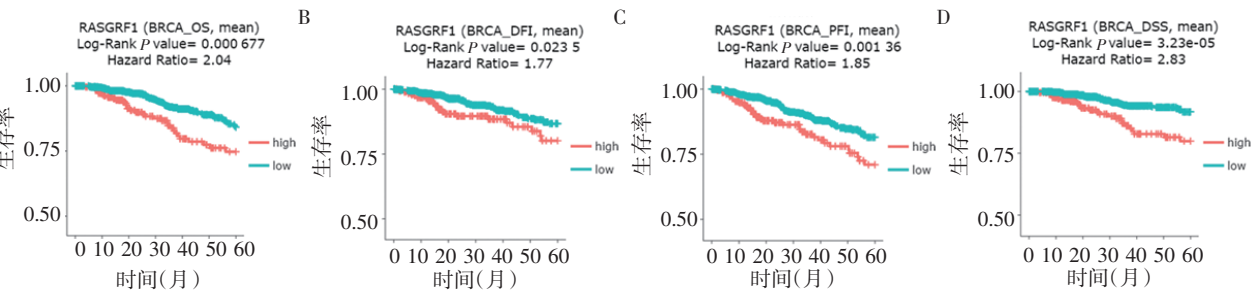 RASGRF1 (BRCA_OS, mean)
Log-Rank P value= 0.000 677
Hazard Ratio= 2.04
生存率
1.00
0.75
0.50
high
low
0 10 20 30 40 50 60
时间(月)
B
RASGRF1 (BRCA_DFI, mean)
Log-Rank P value= 0.023 5
Hazard Ratio= 1.77
生存率
1.00
0.75
0.50
high
low
0 10 20 30 40 50 60
时间(月)
C
RASGRF1 (BRCA_PFI, mean)
Log-Rank P value= 0.001 36
Hazard Ratio= 1.85
生存率
1.00
0.75
0.50
high
low
0 10 20 30 40 50 60
时间(月)
D
RASGRF1 (BRCA_DSS, mean)
Log-Rank P value= 3.23e-05
Hazard Ratio= 2.83
生存率
1.00
0.75
0.50
high
low
0 10 20 30 40 50 60
时间(月)